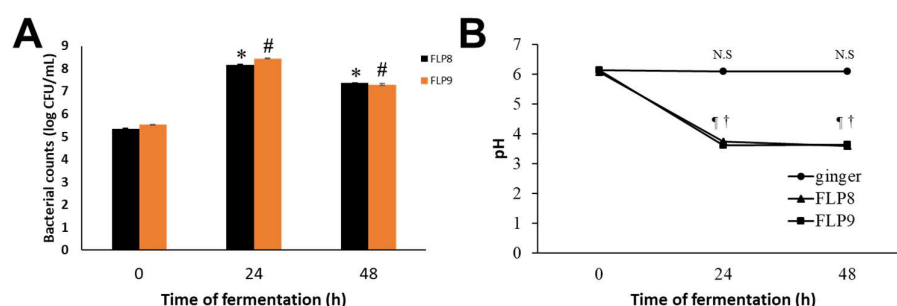 A
Bacterial counts (log CFU/mL)
9
8
7
6
5
4
3
2
1
0
* #
* #
FLP8
FLP9
0 24 48
Time of fermentation (h)
B
pH
7
6
5
4
3
2
1
0
N.S N.S
¶ † ¶ †
ginger
FLP8
FLP9
0 24 48
Time of fermentation (h)